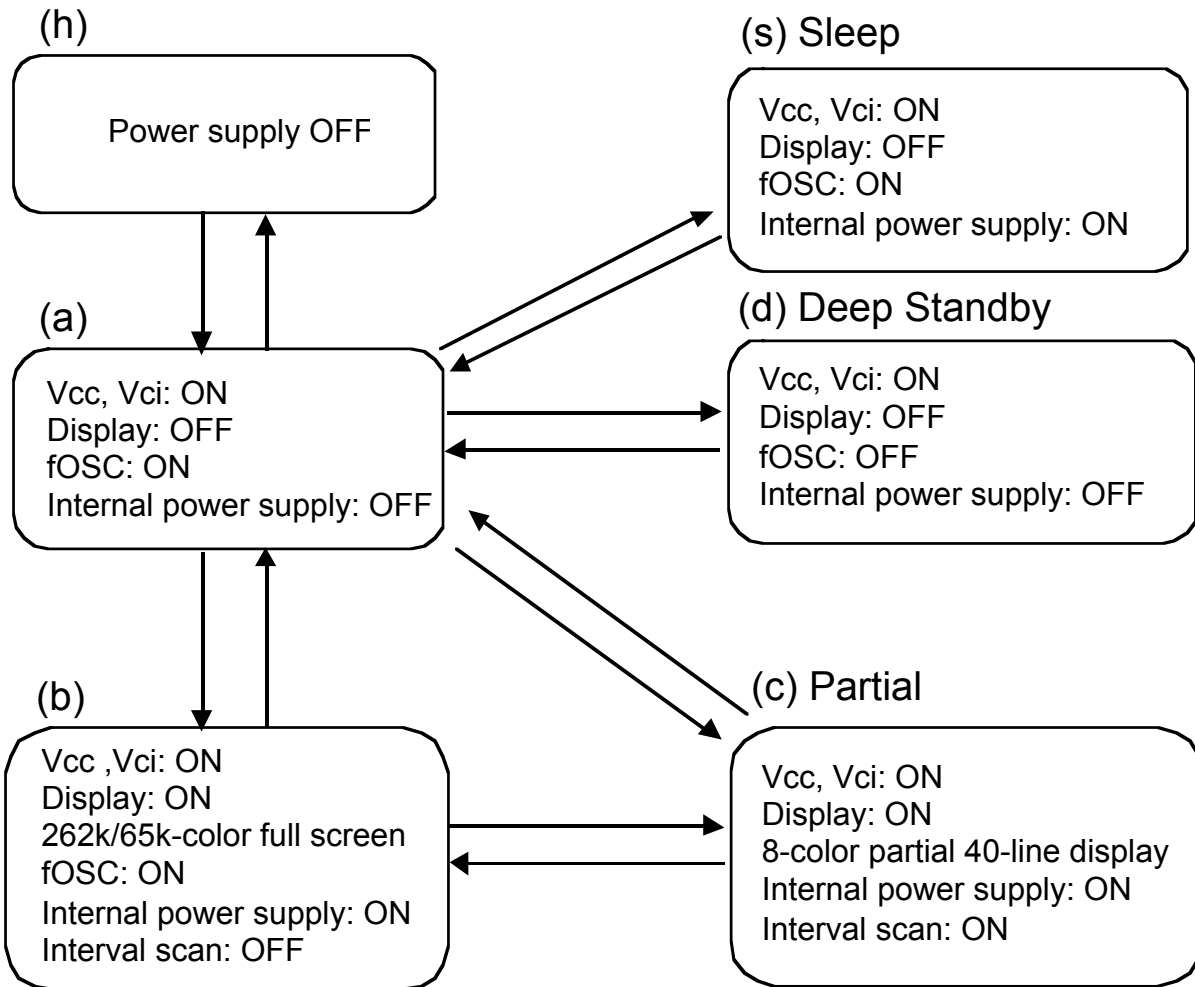 (h)
Power supply OFF
(s) Sleep
Vcc, Vci: ON
Display: OFF
fOSC: ON
Internal power supply: ON
(a)
Vcc, Vci: ON
Display: OFF
fOSC: ON
Internal power supply: OFF
(d) Deep Standby
Vcc, Vci: ON
Display: OFF
fOSC: OFF
Internal power supply: OFF
(b)
Vcc ,Vci: ON
Display: ON
262k/65k-color full screen
fOSC: ON
Internal power supply: ON
Interval scan: OFF
(c) Partial
Vcc, Vci: ON
Display: ON
8-color partial 40-line display
Internal power supply: ON
Interval scan: ON